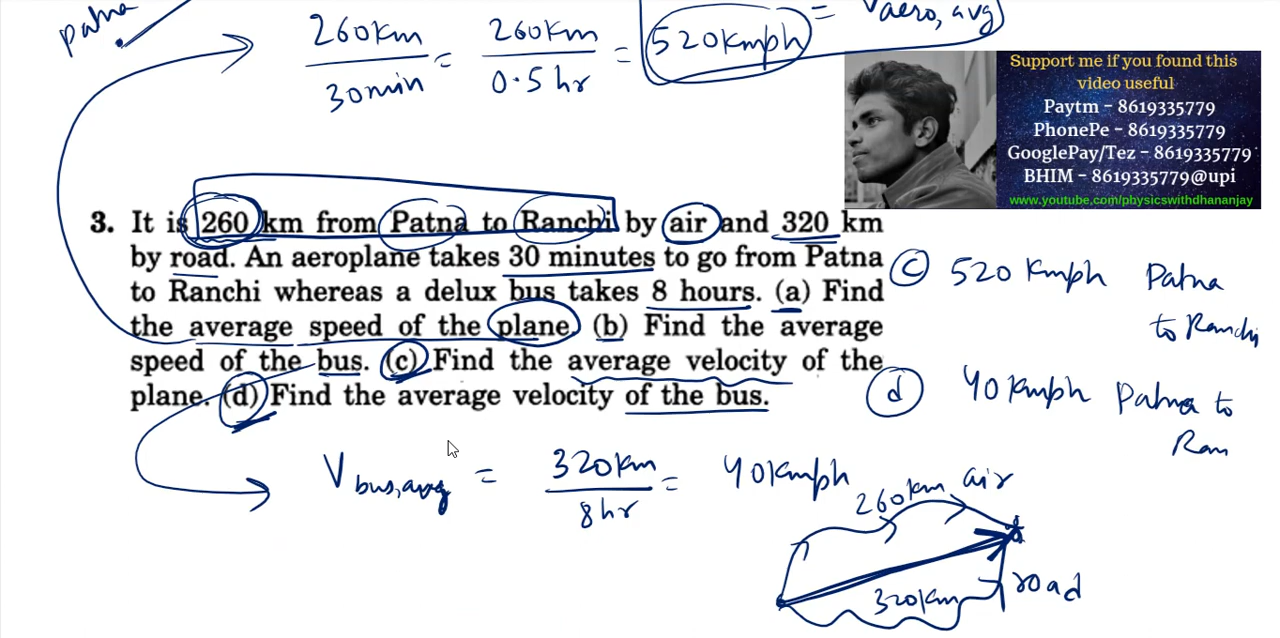 patna
260km / 30min = 260km / 0.5hr = 520kmph = Vaero, avg
Support me if you found this
video useful
Paytm - 8619335779
PhonePe - 8619335779
GooglePay/Tez - 8619335779
BHIM - 8619335779@upi
www.youtube.com/physicswithdhananjay
3. It is 260 km from Patna to Ranchi by air and 320 km
by road. An aeroplane takes 30 minutes to go from Patna
to Ranchi whereas a delux bus takes 8 hours. (a) Find
the average speed of the plane. (b) Find the average
speed of the bus. (c) Find the average velocity of the
plane. (d) Find the average velocity of the bus.
(c) 520 Kmph Patna
to Ranchi
(d) 40 Kmph Patna to
Ran
Vbus, avg = 320km / 8hr = 40kmph
260km air
320km road